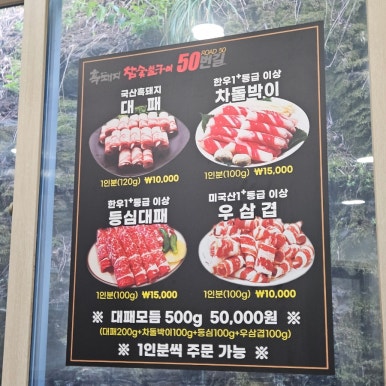 흑돼지 참숯불구이 50번길
ROAD 50
국산흑돼지
대패
1인분(120g) ₩10,000
한우1⁺등급 이상
차돌박이
1인분(100g) ₩15,000
한우1⁺등급 이상
등심대패
1인분(100g) ₩15,000
미국산1⁺등급 이상
우삼겹
1인분(100g) ₩10,000
※ 대패모듬 500g 50,000원 ※
(대패200g+차돌박이100g+등심100g+우삼겹100g)
※ 1인분씩 주문 가능 ※